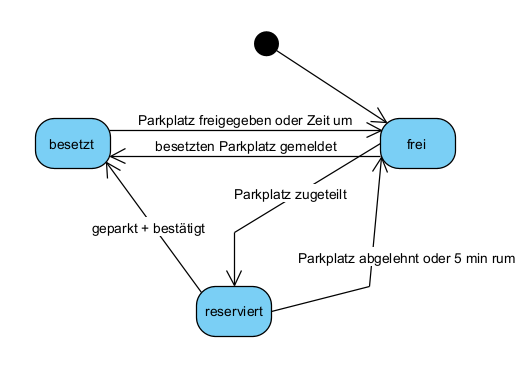 Parkplatz freigegeben oder Zeit um
besetzt
frei
besetzten Parkplatz gemeldet
Parkplatz zugeteilt
geparkt + bestätigt
Parkplatz abgelehnt oder 5 min rum
reserviert